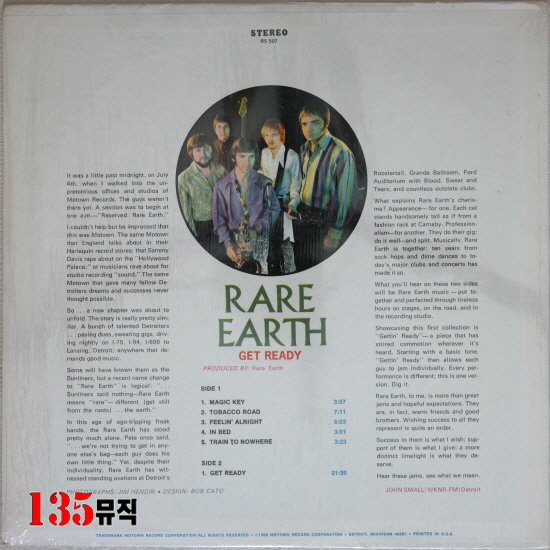 STEREO
RS 507
It was a little past midnight, on July
4th, when I walked into the un-
pretentious offices and studios of
Motown Records. The guys weren't
there yet. A session was to begin at
one a.m.—"Reserved: Rare Earth."
I couldn't help but be impressed that
this was Motown. The same Motown
that England talks about in their
Harlequin record stores; that Sammy
Davis raps about on the "Hollywood
Palace;" or musicians rave about for
studio recording "sound." The same
Motown that gave many fellow De-
troiters dreams and successes never
thought possible.
So . . . a new chapter was about to
unfold. The story is really pretty sim-
ilar. A bunch of talented Detroiters
. . . paying dues, sweating gigs, driv-
ing nightly on I-75, I-94, I-696 to
Lansing, Detroit; anywhere that de-
mands good music.
Some will have known them as the
Sunliners, but a recent name change
to "Rare Earth" is logical: ". . .
Sunliners said nothing—Rare Earth
means "rare"— different (get still
from the roots) . . . the earth."
In this age of ego-tripping freak
bands, the Rare Earth has stood
pretty much alone. Pete once said,
". . . we're not trying to get in any-
one else's bag—each guy does his
own little thing." Yet, despite their
individuality, Rare Earth has wit-
nessed standing ovations at Detroit's
Roostertail, Grande Ballroom, Ford
Auditorium with Blood, Sweat and
Tears, and countless outstate clubs.
What explains Rare Earth's charis-
ma? Appearance— for one. Each cat
stands handsomely tall as if from a
fashion rack at Carnaby. Profession-
alism—for another. They do their gig;
do it well—and split. Musically, Rare
Earth is together: ten years from
sock hops and dime dances to to-
day's major clubs and concerts has
made it so.
What you'll hear on these two sides
will be Rare Earth music— put to-
gether and perfected through tireless
hours on stages, on the road, and in
the recording studio.
Showcasing this first collection is
"Gettin' Ready"— a piece that has
stirred commotion wherever it's
heard. Starting with a basic tune,
"Gettin' Ready" then allows each
guy to jam individually. Every per-
formance is different; this is one ver-
sion. Dig it.
Rare Earth, to me, is more than great
jams and hopeful expectations. They
are, in fact, warm friends and good
brothers. Wishing success to all they
represent is quite an order.
Success to them is what I wish; sup-
port of them is what I give; a more
distinct limelight is what they de-
serve.
Hear these jams, see what we mean.
JOHN SMALL/WKNR-FM/Detroit
RARE
EARTH
GET READY
PRODUCED BY: Rare Earth
SIDE 1
1. MAGIC KEY 3:57
2. TOBACCO ROAD 7:11
3. FEELIN' ALRIGHT 5:03
4. IN BED 3:01
5. TRAIN TO NOWHERE 3:23
SIDE 2
1. GET READY 21:30
PHOTOGRAPHS: JIM HENDIN • DESIGN: BOB CATO
135뮤직
TRADEMARK MOTOWN RECORD CORPORATION/ALL RIGHTS RESERVED • ©1969 MOTOWN RECORD CORPORATION • DETROIT, MICHIGAN 48201 • PRINTED IN U.S.A.